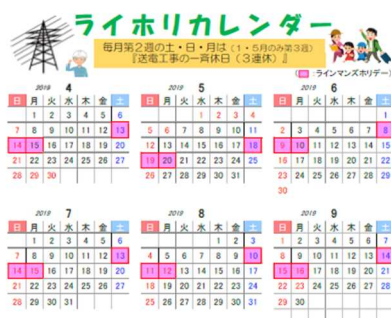 ライホリカレンダー
毎月第2週の土・日・月は（1・5月のみ第3週）
『送電工事の一斉休日（3連休）』
（ ：ラインマンズホリデー）
2019 4
日 月 火 水 木 金 土
1 2 3 4 5 6
7 8 9 10 11 12 13
14 15 16 17 18 19 20
21 22 23 24 25 26 27
28 29 30
2019 5
日 月 火 水 木 金 土
1 2 3 4
5 6 7 8 9 10 11
12 13 14 15 16 17 18
19 20 21 22 23 24 25
26 27 28 29 30 31
2019 6
日 月 火 水 木 金 土
1
2 3 4 5 6 7 8
9 10 11 12 13 14 15
16 17 18 19 20 21 22
23 24 25 26 27 28 29
30
2019 7
日 月 火 水 木 金 土
1 2 3 4 5 6
7 8 9 10 11 12 13
14 15 16 17 18 19 20
21 22 23 24 25 26 27
28 29 30 31
2019 8
日 月 火 水 木 金 土
1 2 3
4 5 6 7 8 9 10
11 12 13 14 15 16 17
18 19 20 21 22 23 24
25 26 27 28 29 30 31
2019 9
日 月 火 水 木 金 土
1 2 3 4 5 6 7
8 9 10 11 12 13 14
15 16 17 18 19 20 21
22 23 24 25 26 27 28
29 30